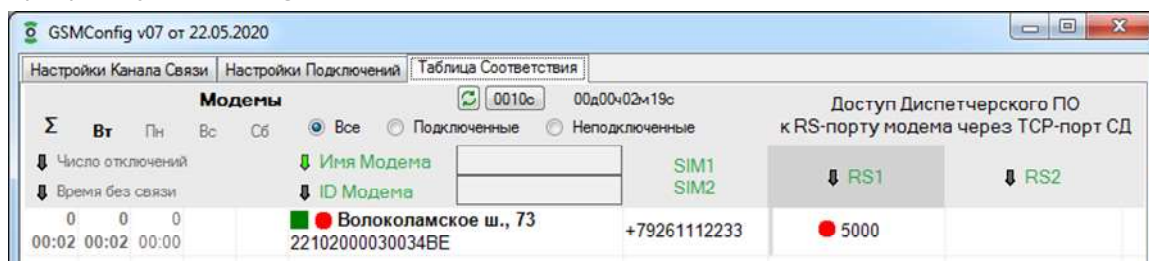 GSMConfig v07 от 22.05.2020
Настройки Канала Связи Настройки Подключений Таблица Соответствия
Модемы 0010с 00д00ч02м19с Доступ Диспетчерского ПО
Σ Вт Пн Вс Сб Все Подключенные Неподключенные к RS-порту модема через TCP-порт СД
Число отключений Имя Модема SIM1 RS1 RS2
Время без связи ID Модема SIM2
0 0 0 Волоколамское ш., 73 +79261112233 5000
00:02 00:02 00:00 22102000030034BE